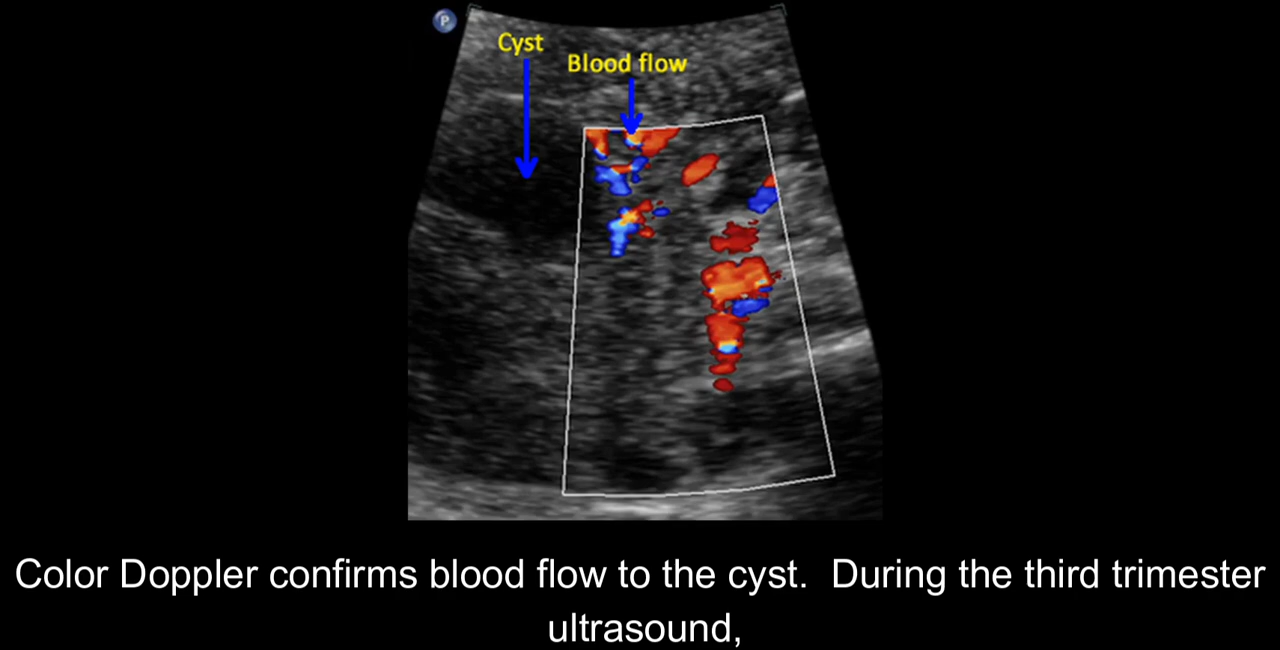 P
Cyst
Blood flow
Color Doppler confirms blood flow to the cyst.  During the third trimester
ultrasound,